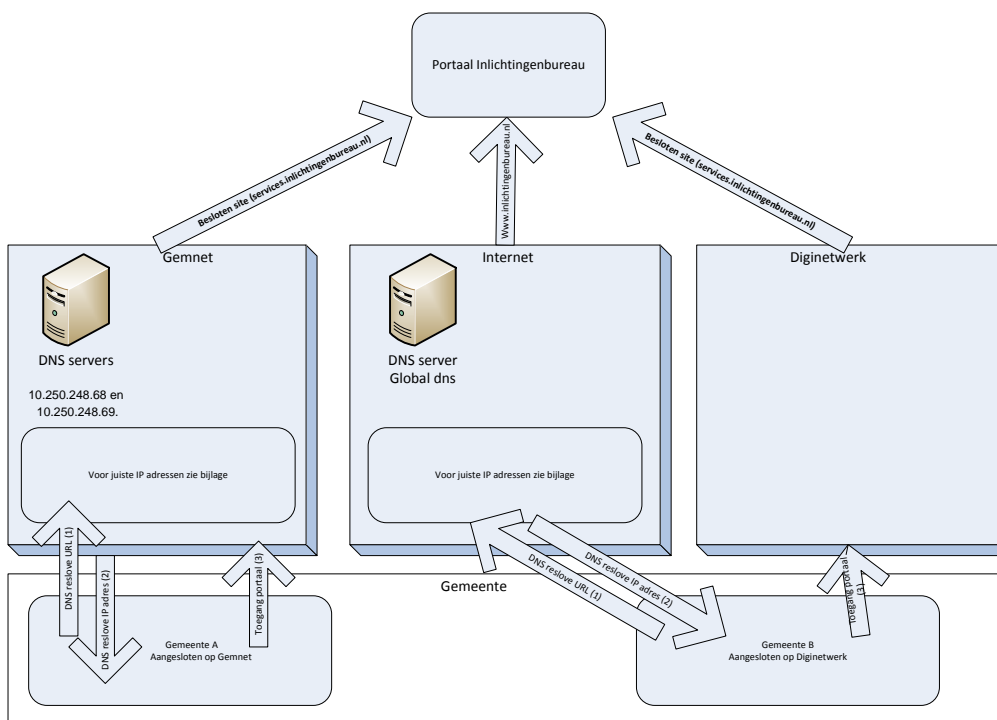 Portaal Inlichtingenbureau
Besloten site (services.inlichtingenbureau.nl)
Www.inlichtingenbureau.nl
Besloten site (services.inlichtingenbureau.nl)
Gemnet
Internet
Diginetwerk
DNS servers
10.250.248.68 en
10.250.248.69.
DNS server
Global dns
Voor juiste IP adressen zie bijlage
Voor juiste IP adressen zie bijlage
DNS reslove URL (1)
DNS reslove IP adres (2)
Toegang portaal (3)
DNS reslove URL (1)
DNS reslove IP adres (2)
Toegang portaal
(3)
Gemeente
Gemeente A
Aangesloten op Gemnet
Gemeente B
Aangesloten op Diginetwerk